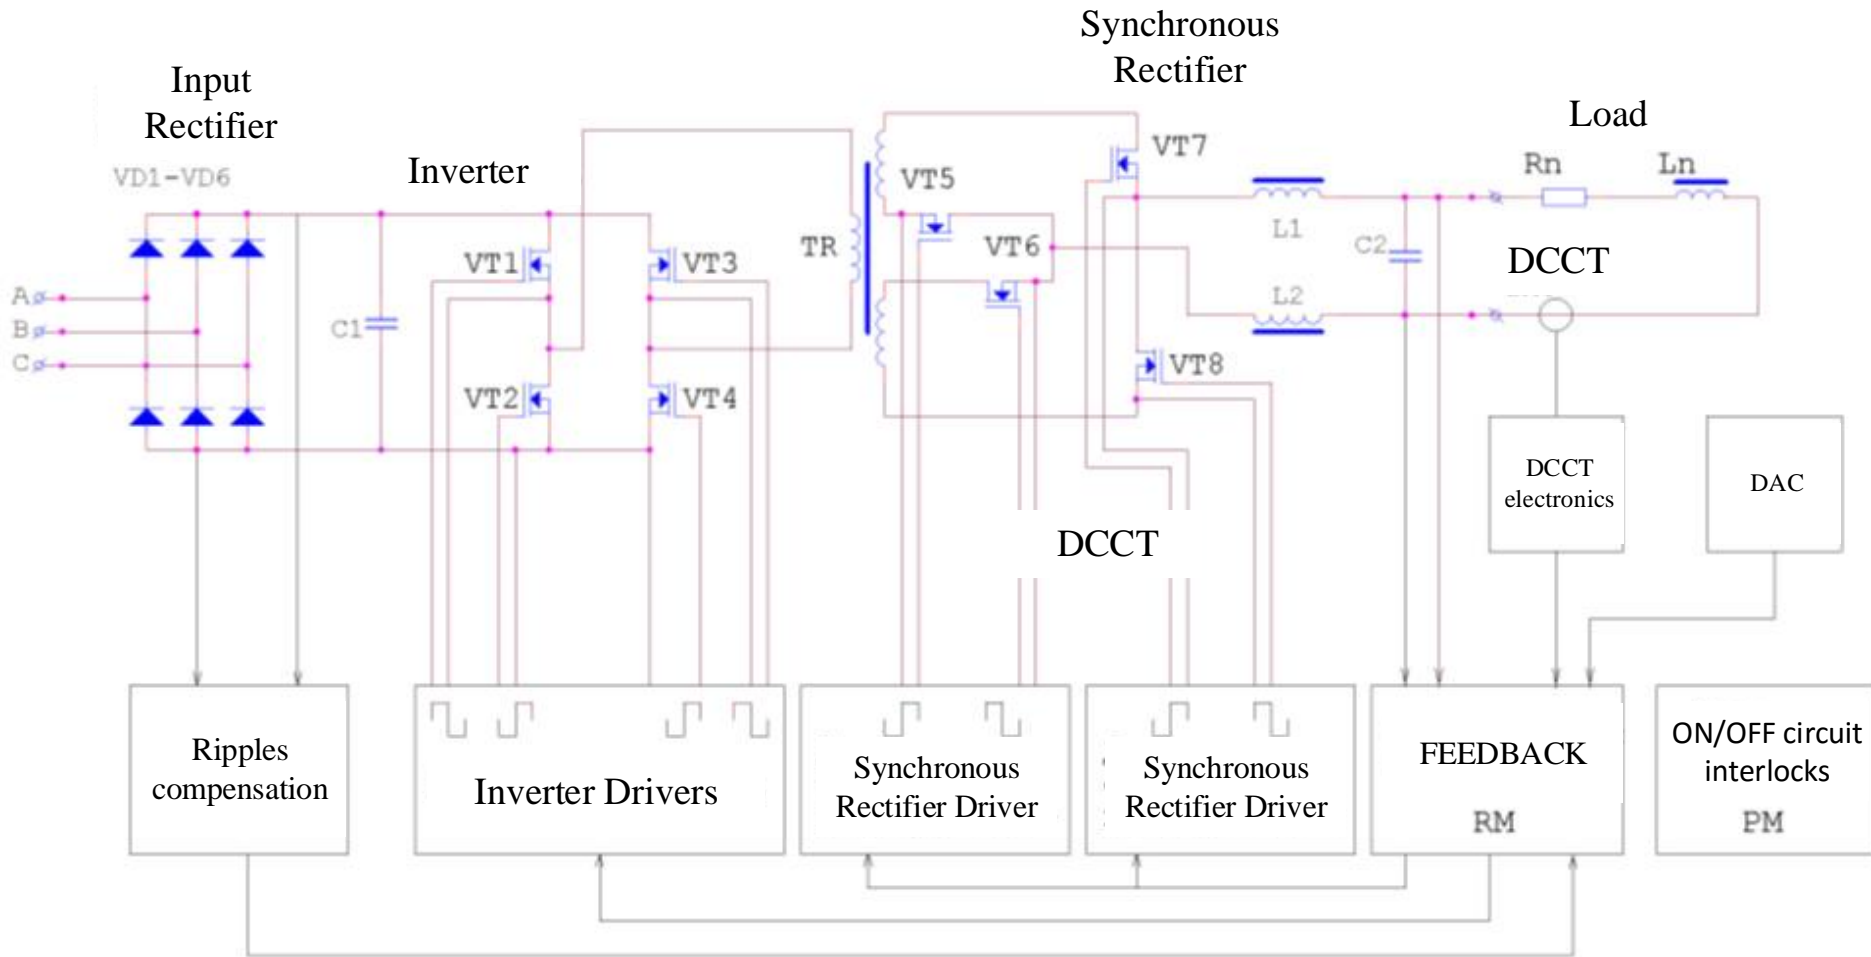 Synchronous
Rectifier
Input
Rectifier
Load
VD1-VD6
Inverter
VT7
VT5
Rn
Ln
VT1
VT3
TR
VT6
L1
C2
DCCT
A
B
C
C1
L2
VT2
VT4
VT8
DCCT
electronics
DAC
DCCT
Ripples
compensation
Inverter Drivers
Synchronous
Rectifier Driver
Synchronous
Rectifier Driver
FEEDBACK
RM
ON/OFF circuit
interlocks
PM